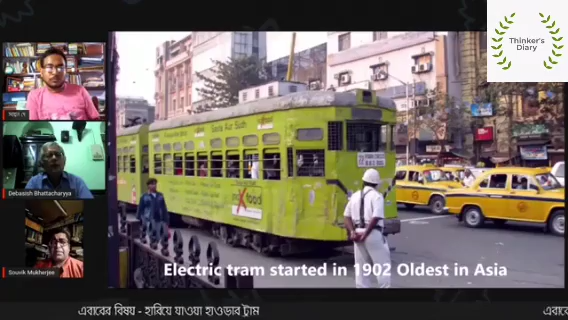 Thinker's
Diary
সায়ন দে
Debasish Bhattacharyya
Souvik Mukherjee
Electric tram started in 1902 Oldest in Asia
এবারের বিষয় - হারিয়ে যাওয়া হাওড়ার ট্রাম
এবারে